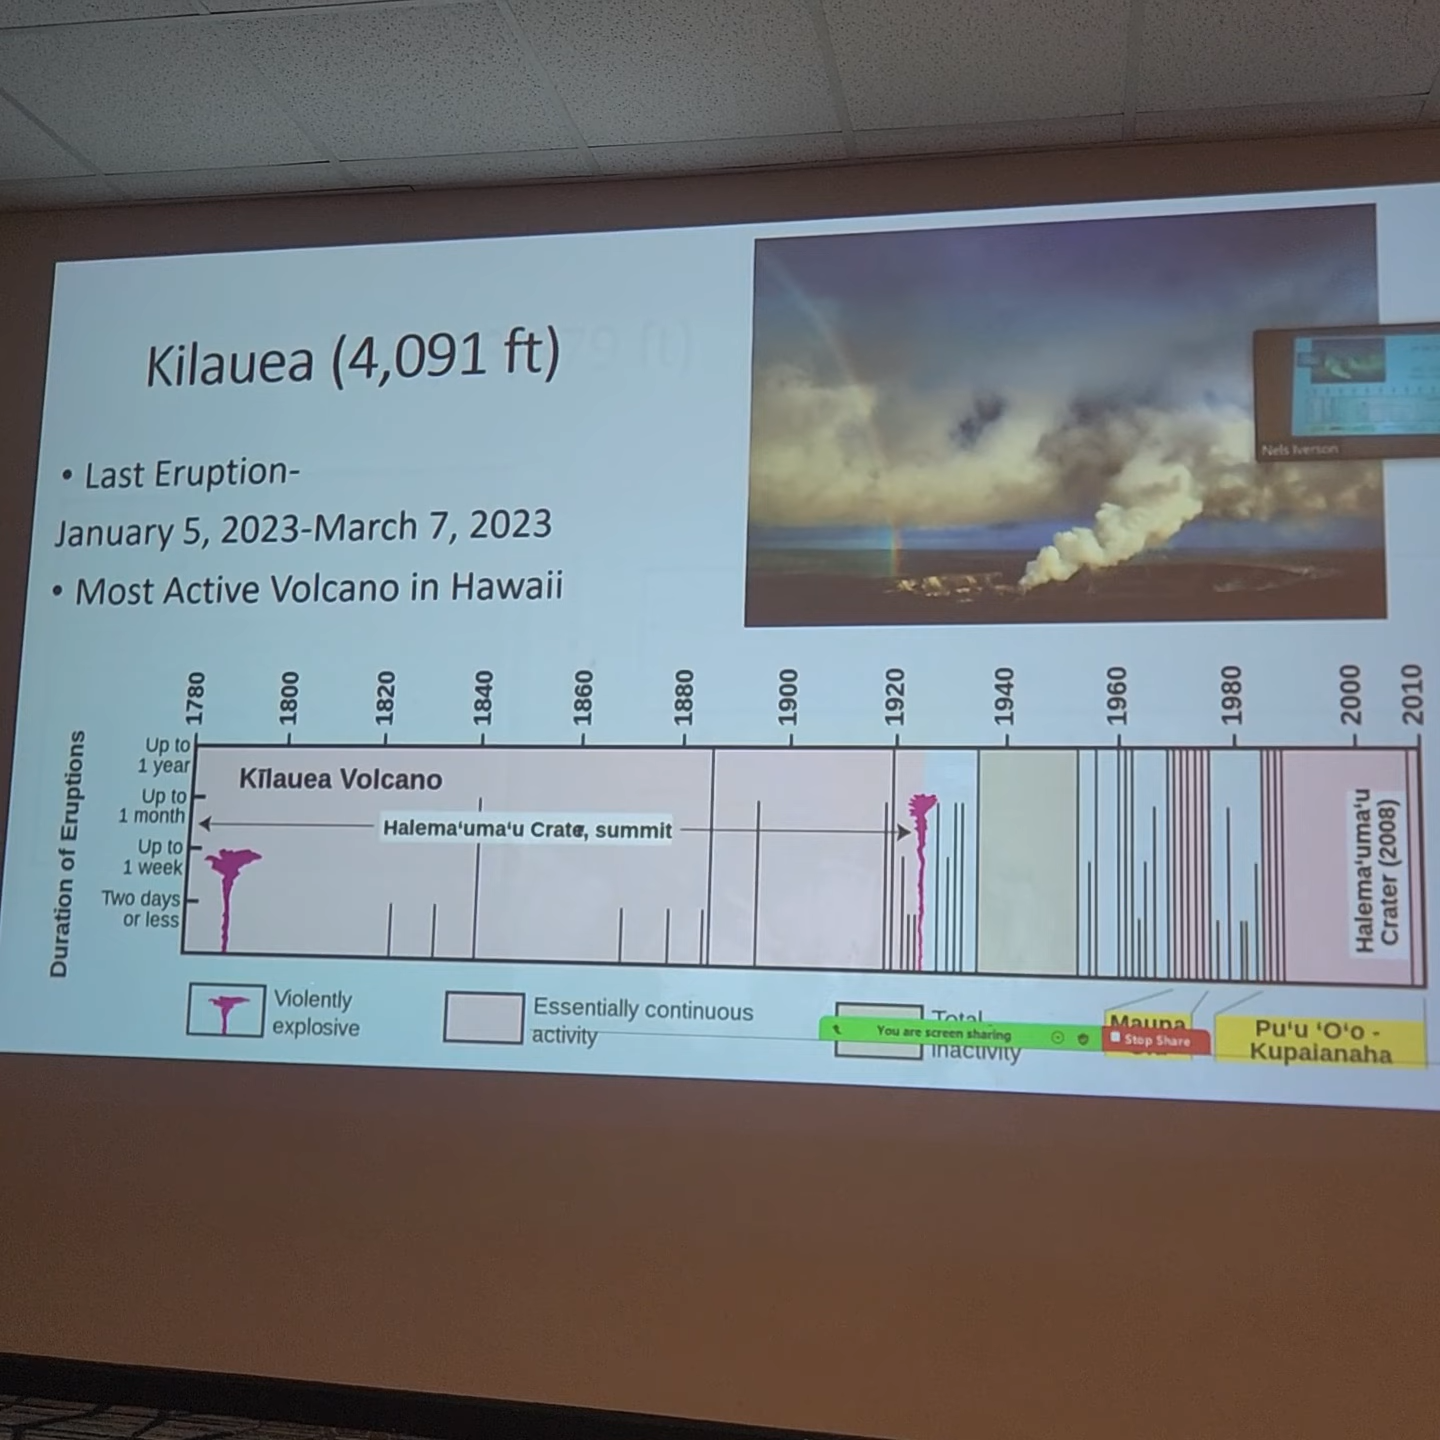 Kilauea (4,091 ft)
• Last Eruption-
January 5, 2023-March 7, 2023
• Most Active Volcano in Hawaii
Nels Iverson
1780 1800 1820 1840 1860 1880 1900 1920 1940 1960 1980 2000 2010
Duration of Eruptions
Up to
1 year
Up to
1 month
Up to
1 week
Two days
or less
Kīlauea Volcano
Halemaʻumaʻu Crate, summit
Halemaʻumaʻu
Crater (2008)
Violently
explosive
Essentially continuous
activity
Total
inactivity
You are screen sharing
Stop Share
Mauna
Puʻu ʻOʻo -
Kupaianaha